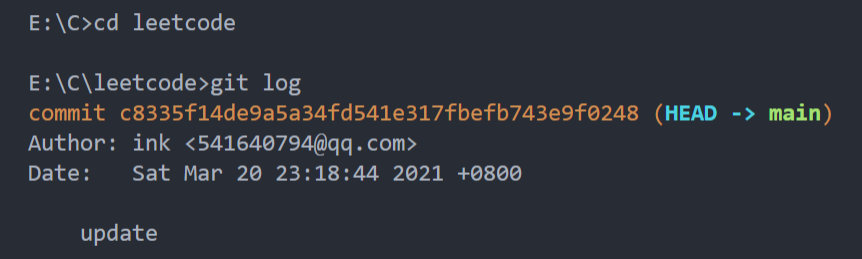 E:\C>cd leetcode
E:\C\leetcode>git log
commit c8335f14de9a5a34fd541e317fbefb743e9f0248 (HEAD -> main)
Author: ink <541640794@qq.com>
Date:   Sat Mar 20 23:18:44 2021 +0800
update